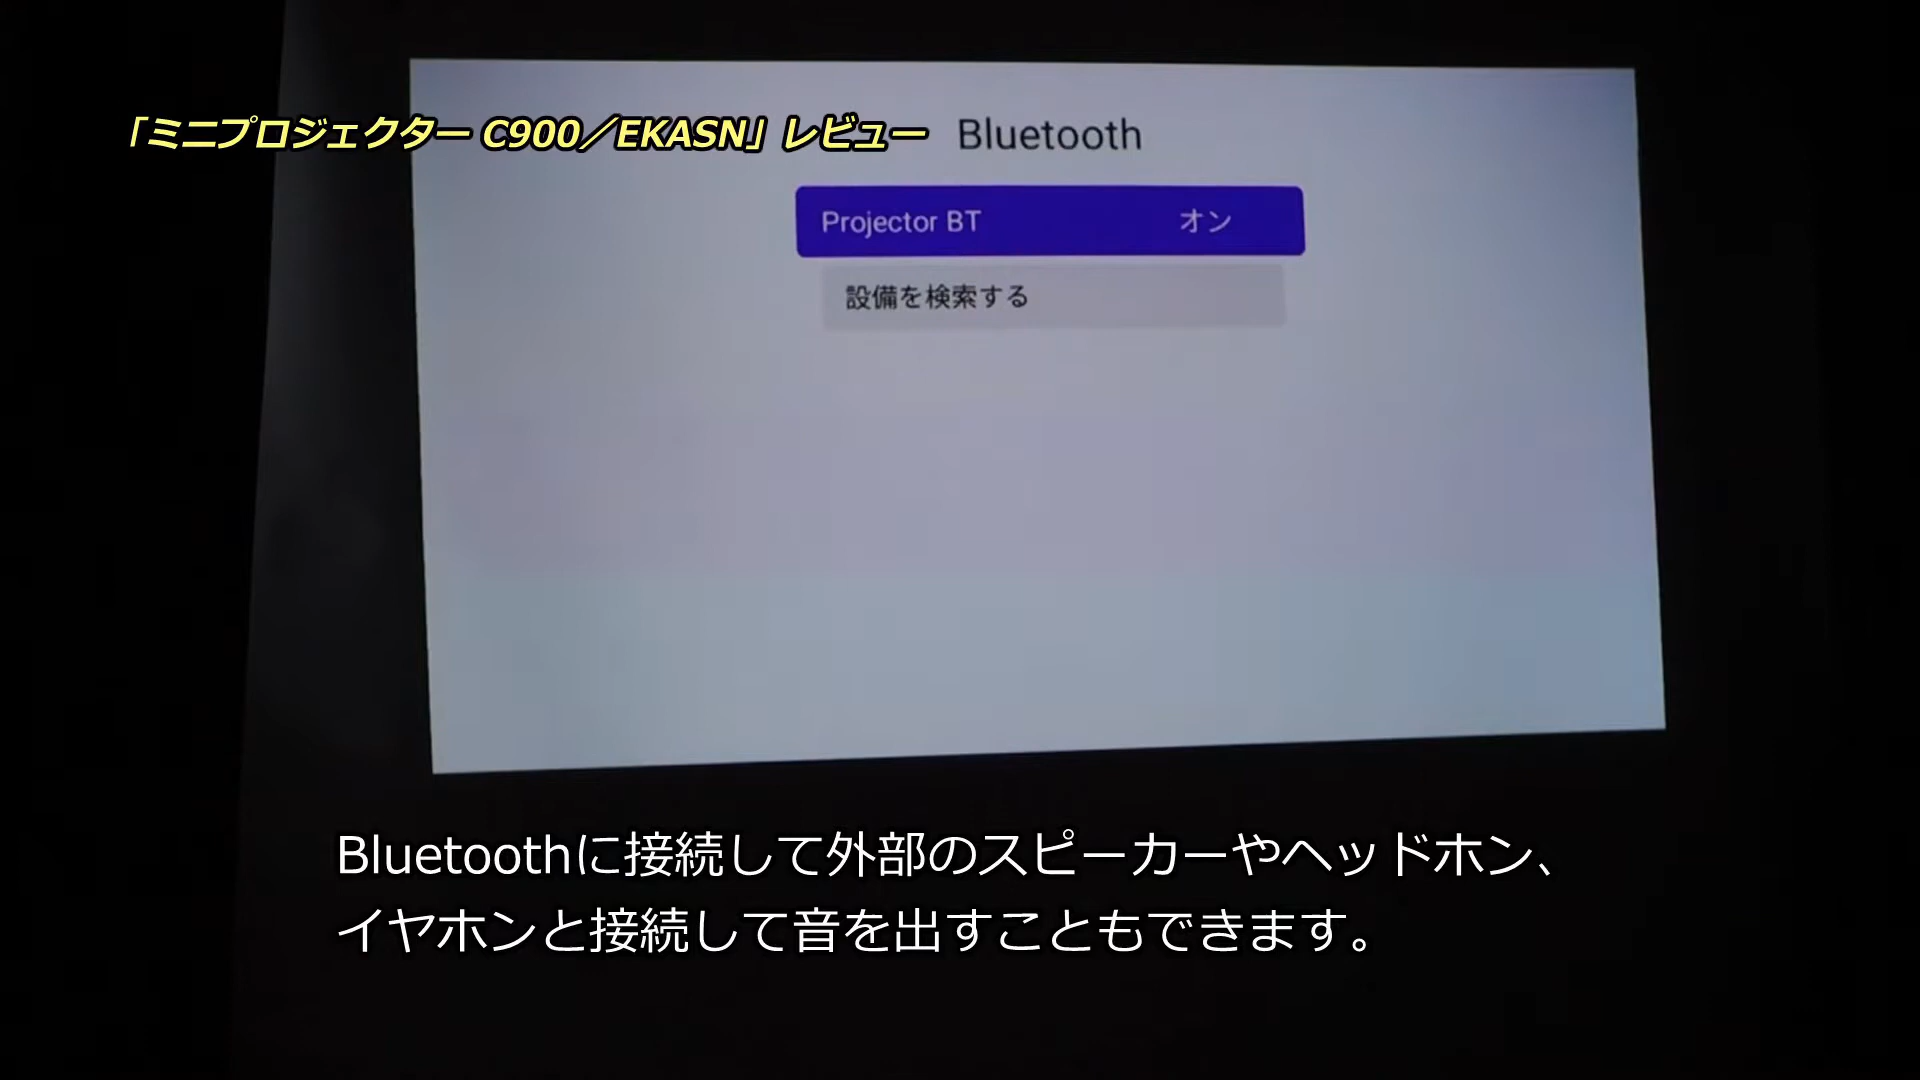 「ミニプロジェクター C900／EKASN」レビュー
Bluetooth
Projector BT オン
設備を検索する
Bluetoothに接続して外部のスピーカーやヘッドホン、
イヤホンと接続して音を出すこともできます。